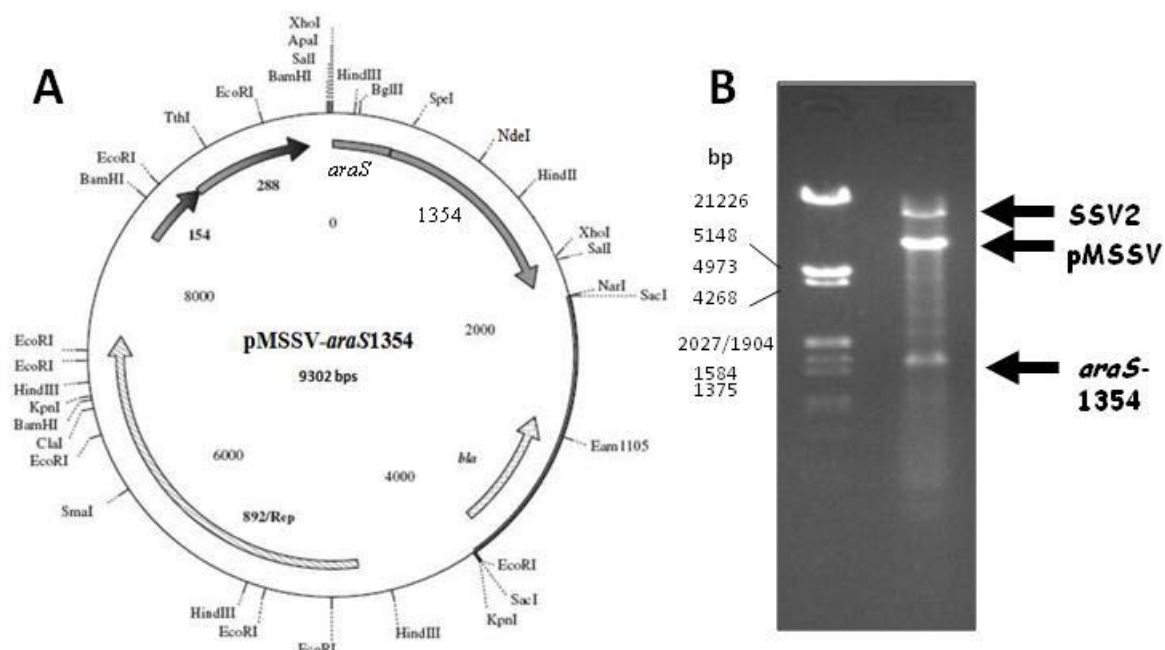 A
XhoI
ApaI
SalI
BamHI
HindIII
BglII
SpeI
NdeI
HindII
XhoI
SalI
NarI
SacI
Eam1105
EcoRI
SacI
KpnI
HindIII
EcoRI
EcoRI
HindIII
SmaI
EcoRI
ClaI
BamHI
KpnI
HindIII
EcoRI
EcoRI
BamHI
EcoRI
TthI
EcoRI
araS
1354
288
154
0
2000
4000
6000
8000
bla
892/Rep
pMSSV-araS1354
9302 bps
B
bp
21226
5148
4973
4268
2027/1904
1584
1375
SSV2
pMSSV
araS-
1354